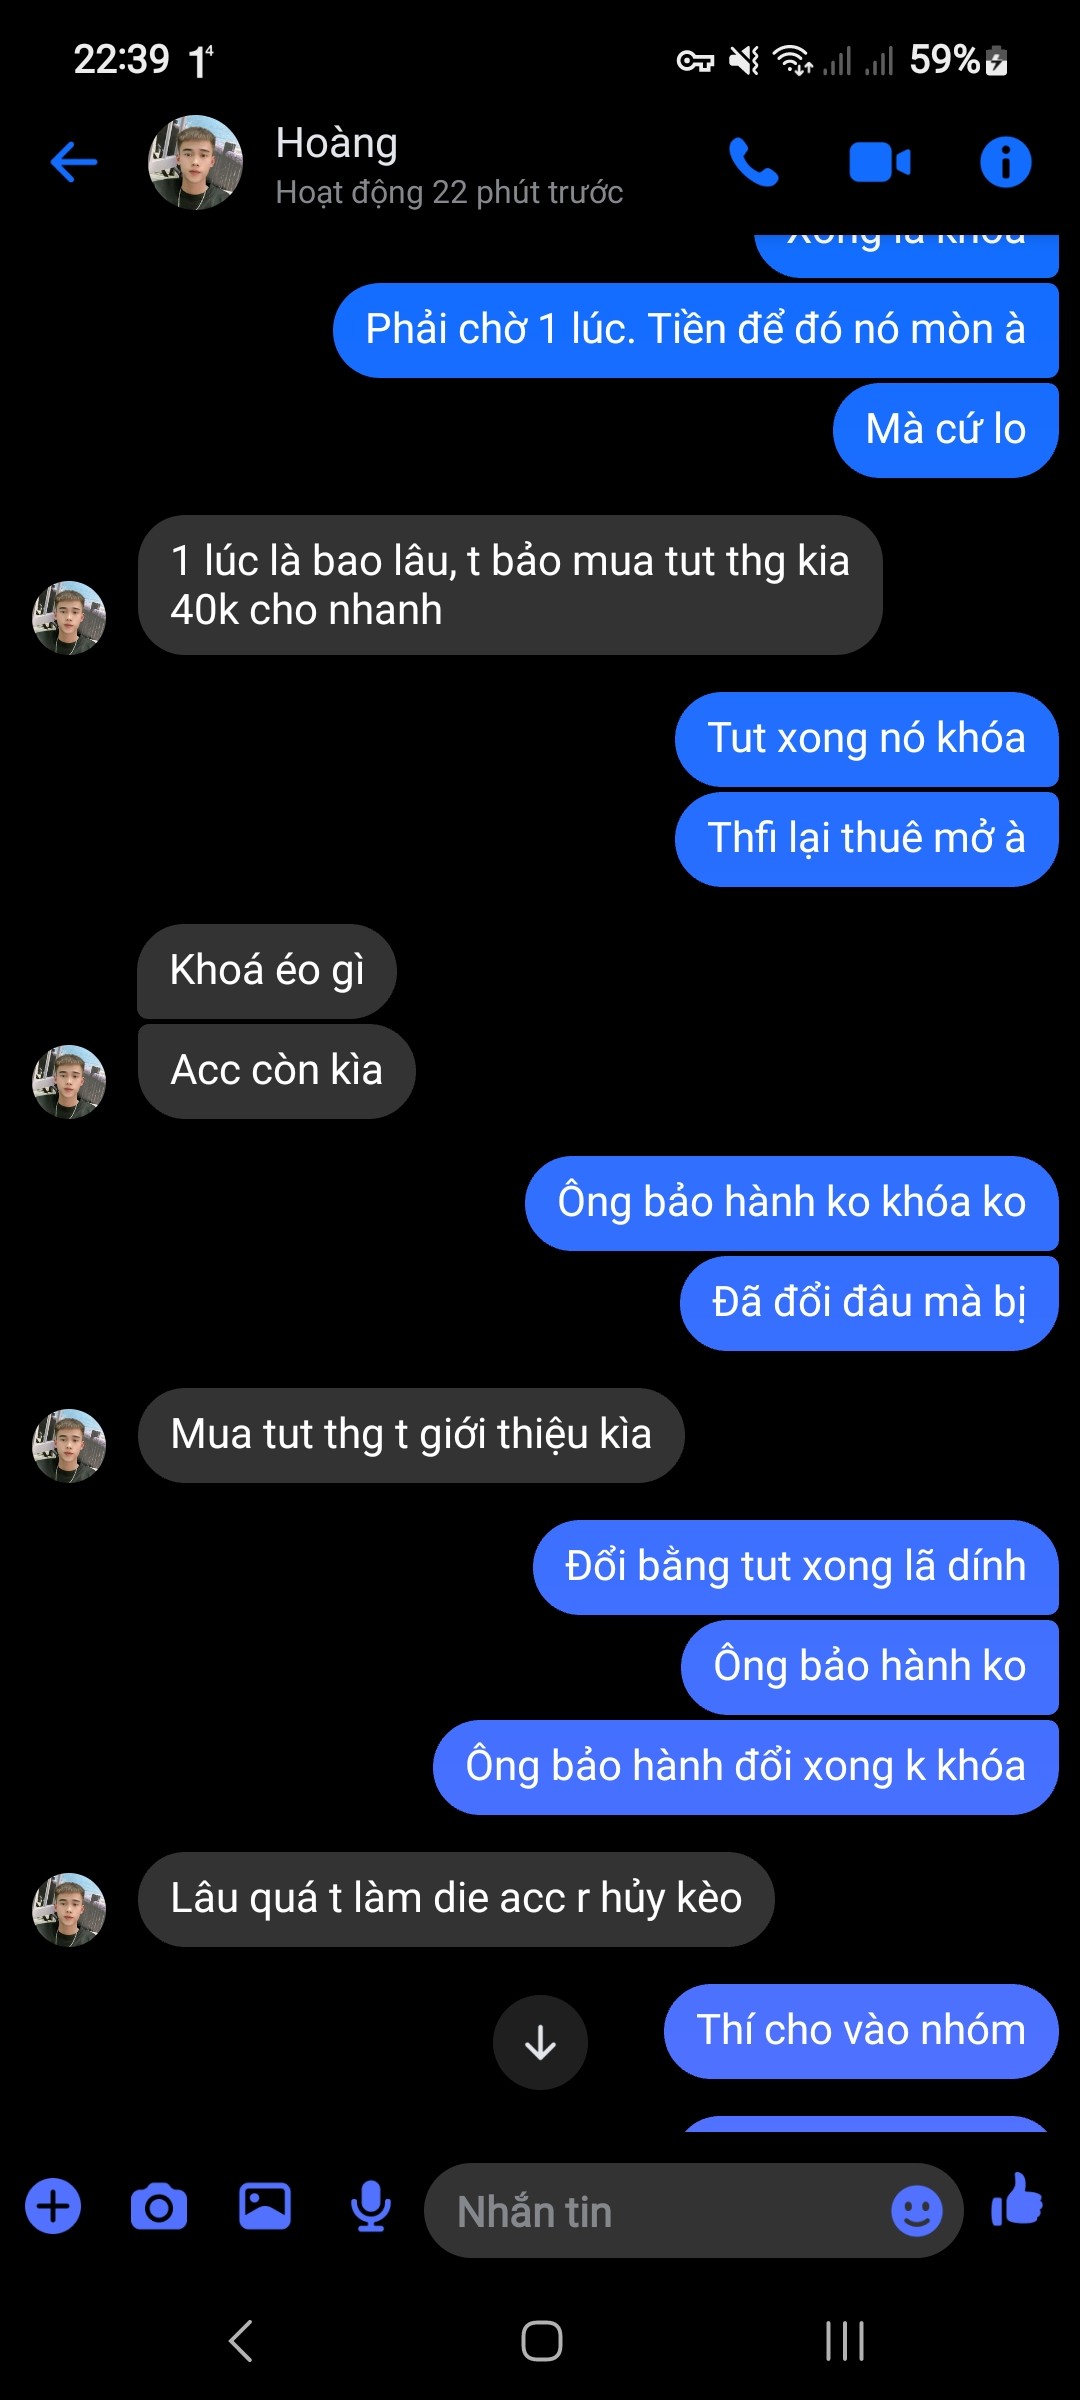 22:39 1⁴
59%
Hoàng
Hoạt động 22 phút trước
Xong là khóa
Phải chờ 1 lúc. Tiền để đó nó mòn à
Mà cứ lo
1 lúc là bao lâu, t bảo mua tut thg kia
40k cho nhanh
Tut xong nó khóa
Thfi lại thuê mở à
Khoá éo gì
Acc còn kìa
Ông bảo hành ko khóa ko
Đã đổi đâu mà bị
Mua tut thg t giới thiệu kìa
Đổi bằng tut xong lã dính
Ông bảo hành ko
Ông bảo hành đổi xong k khóa
Lâu quá t làm die acc r hủy kèo
Thí cho vào nhóm
Nhắn tin